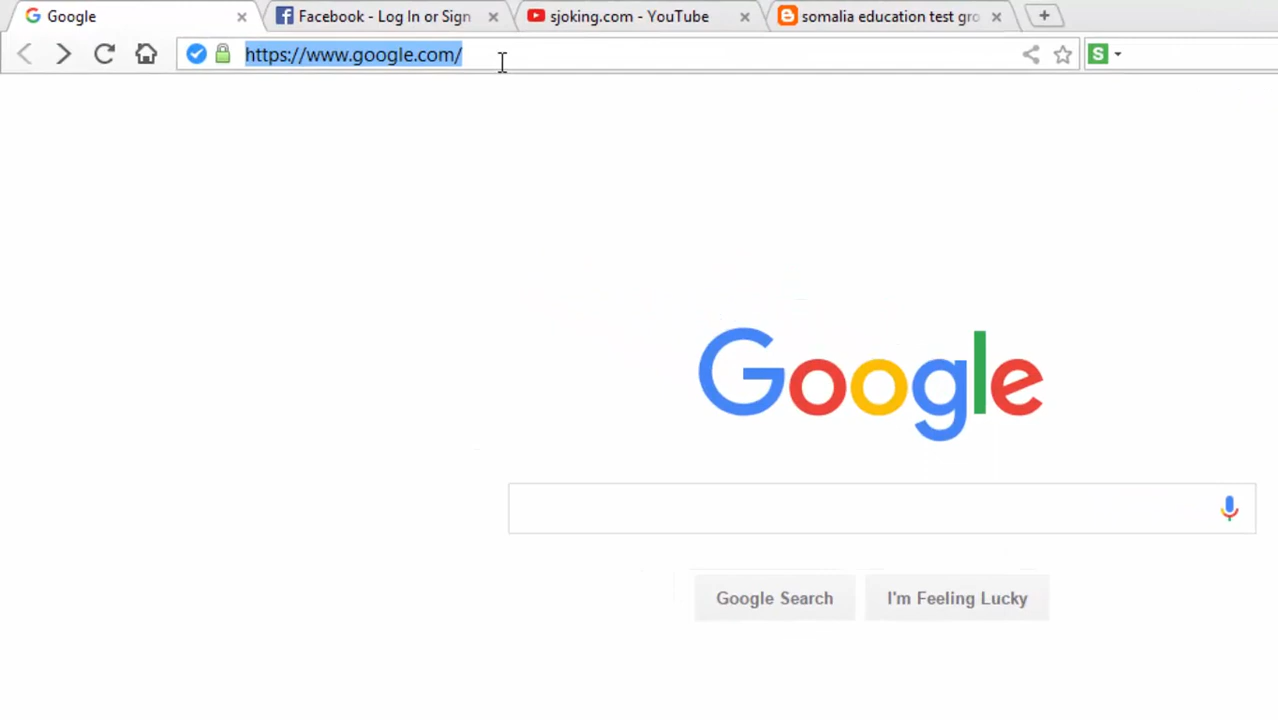 Google
Facebook - Log In or Sign
sjoking.com - YouTube
somalia education test gro
https://www.google.com/
S
Google
Google Search
I'm Feeling Lucky